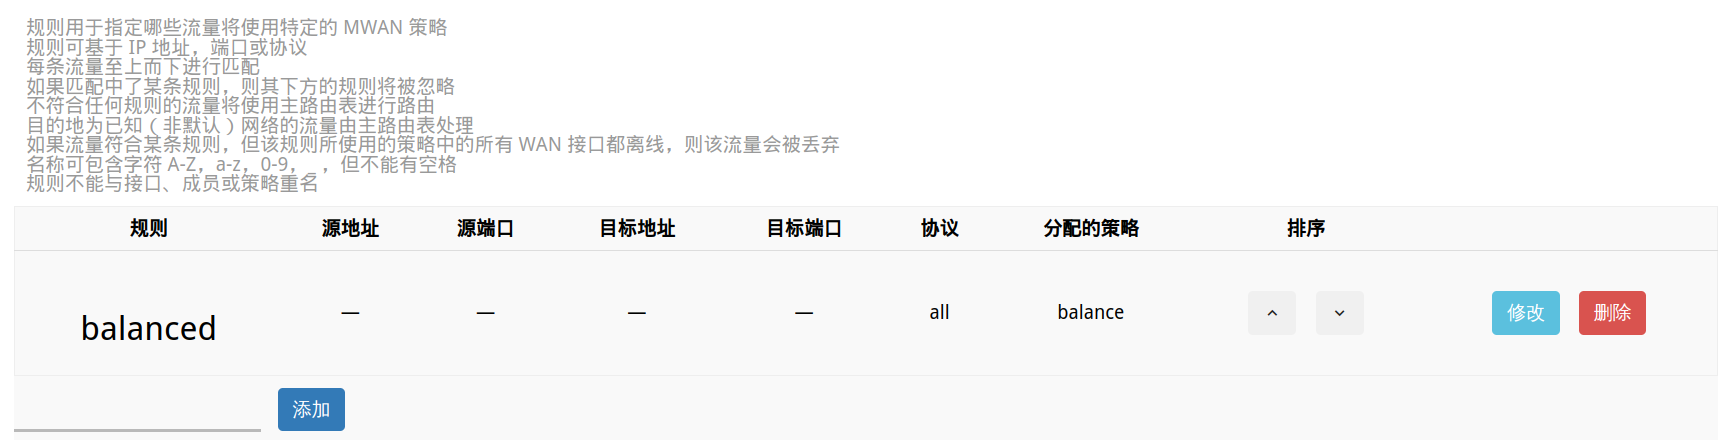 规则用于指定哪些流量将使用特定的 MWAN 策略
规则可基于 IP 地址，端口或协议
每条流量至上而下进行匹配
如果匹配中了某条规则，则其下方的规则将被忽略
不符合任何规则的流量将使用主路由表进行路由
目的地为已知（非默认）网络的流量由主路由表处理
如果流量符合某条规则，但该规则所使用的策略中的所有 WAN 接口都离线，则该流量会被丢弃
名称可包含字符 A-Z，a-z，0-9， ，但不能有空格
规则不能与接口、成员或策略重名
规则 源地址 源端口 目标地址 目标端口 协议 分配的策略 排序
balanced — — — — all balance 修改 删除
添加